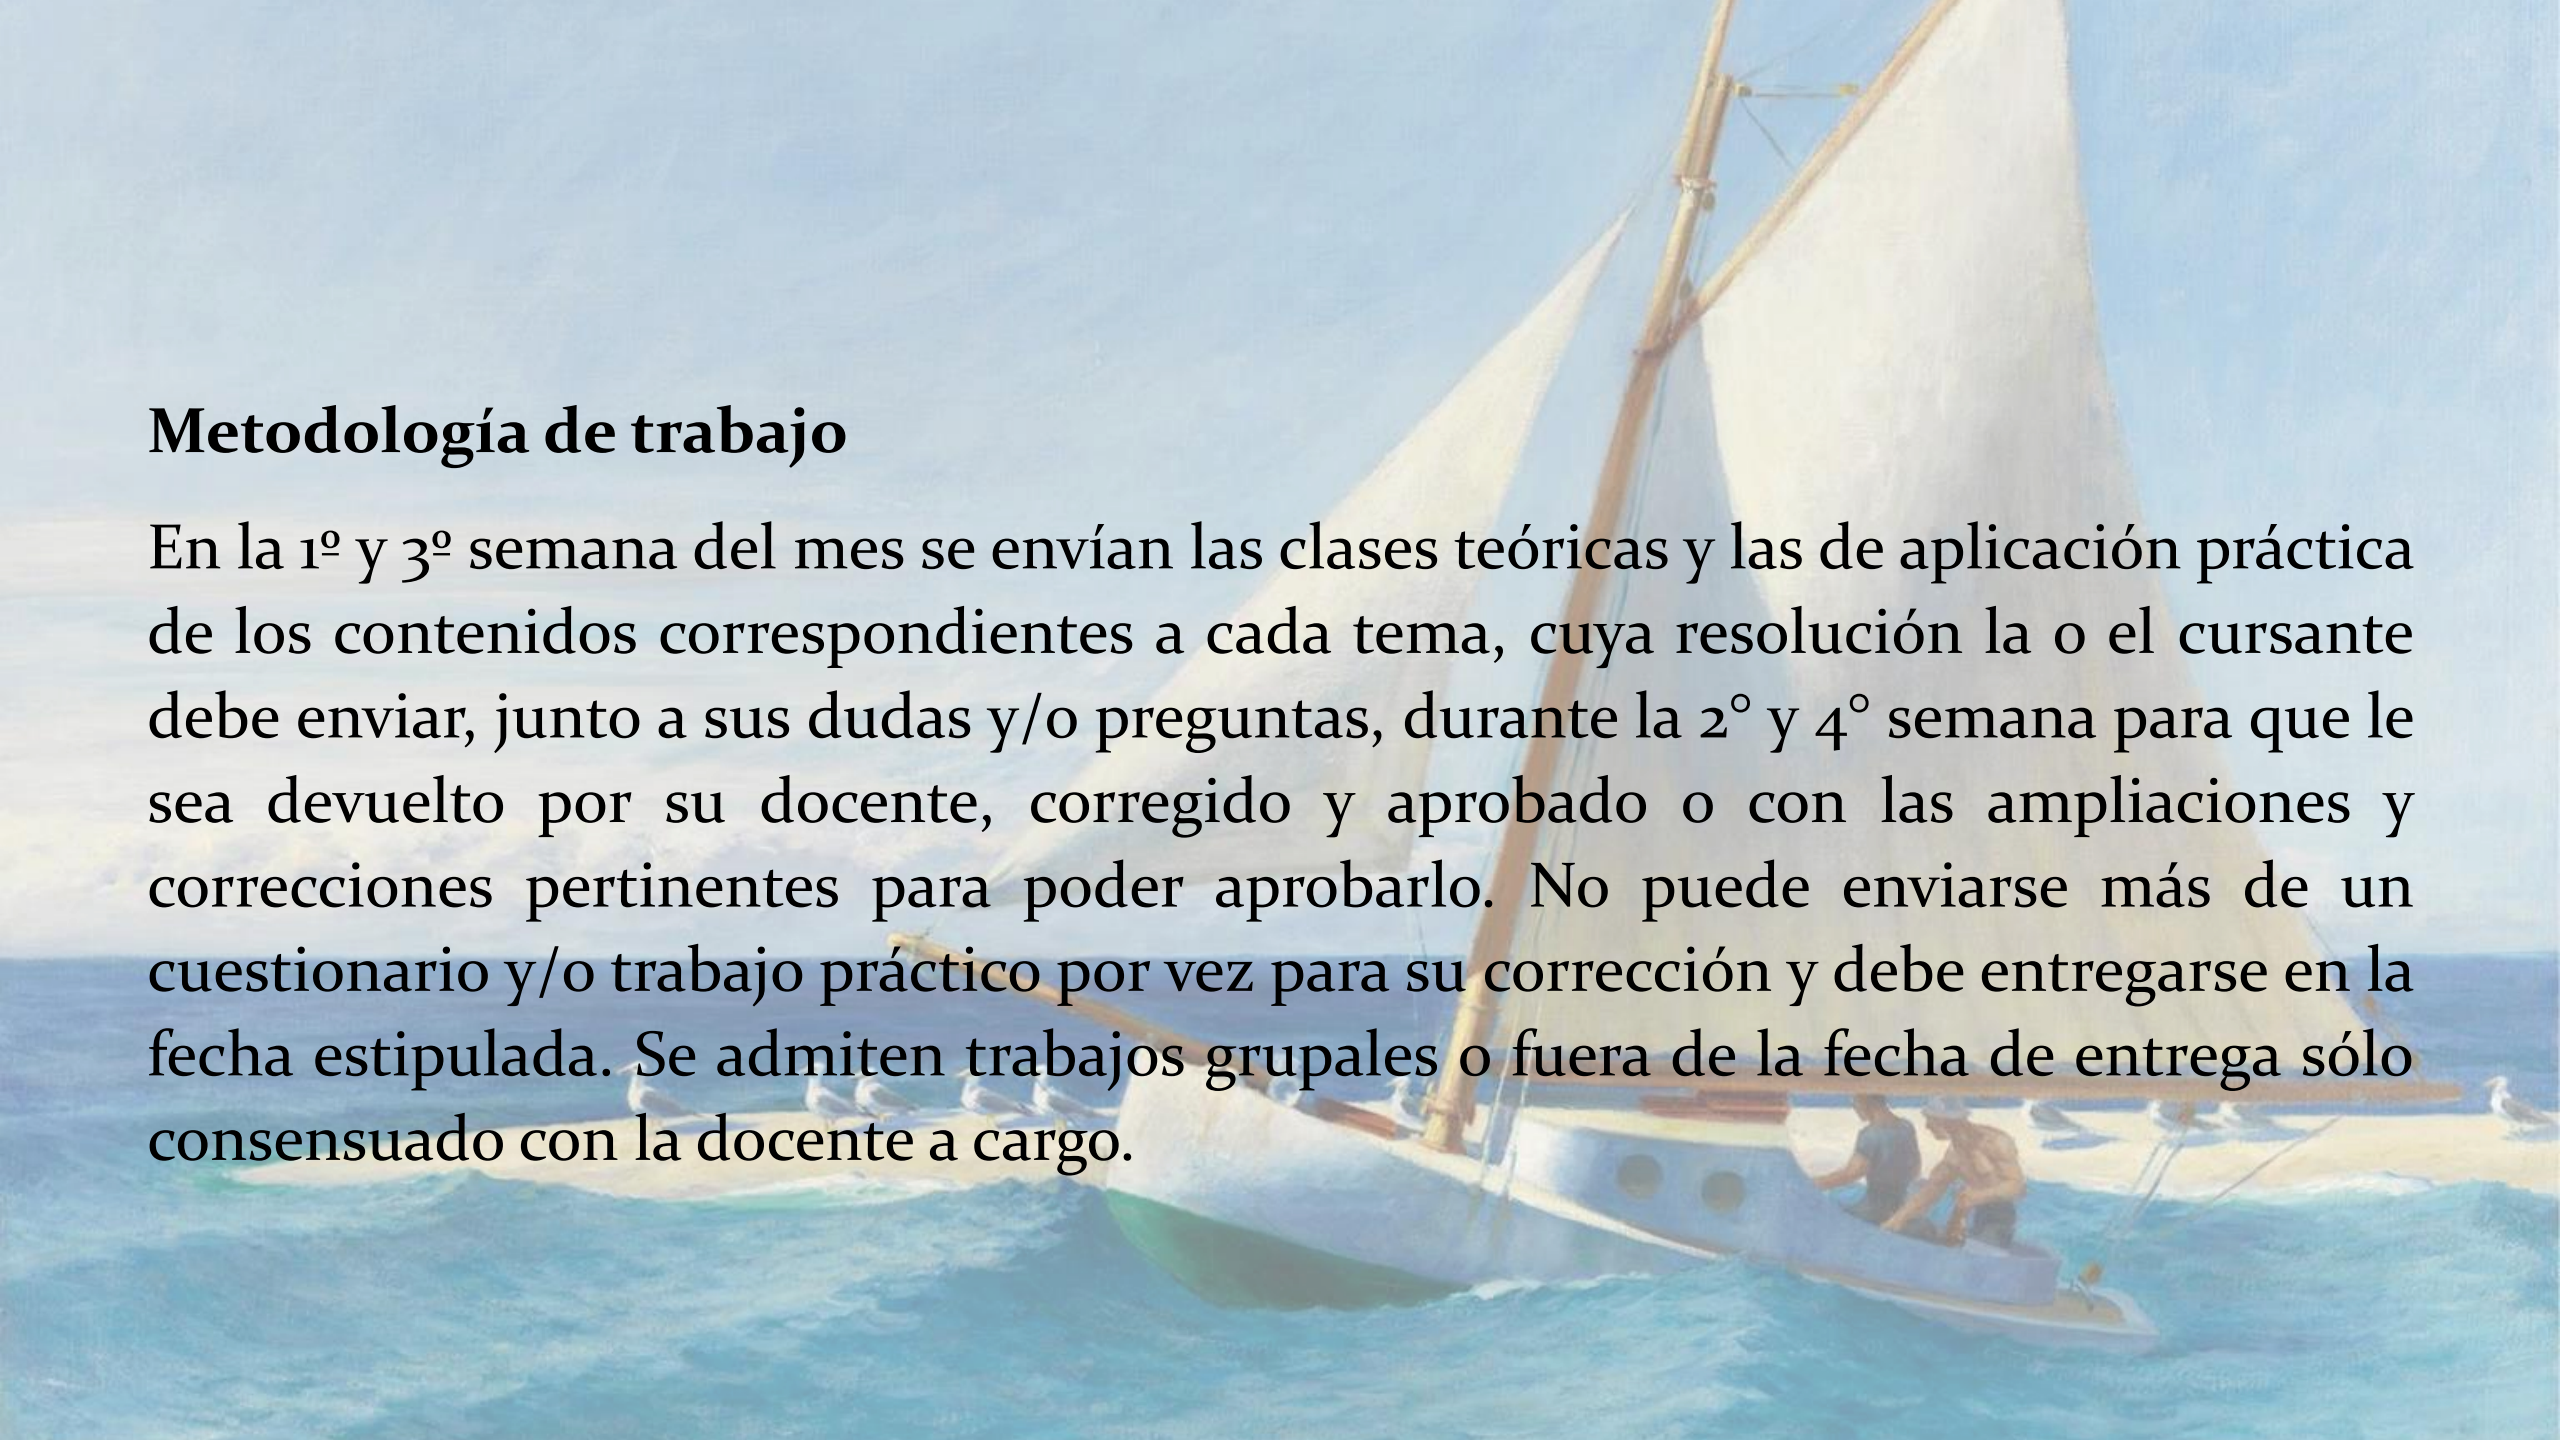 Metodología de trabajo
En la 1º y 3º semana del mes se envían las clases teóricas y las de aplicación práctica
de los contenidos correspondientes a cada tema, cuya resolución la o el cursante
debe enviar, junto a sus dudas y/o preguntas, durante la 2° y 4° semana para que le
sea devuelto por su docente, corregido y aprobado o con las ampliaciones y
correcciones pertinentes para poder aprobarlo. No puede enviarse más de un
cuestionario y/o trabajo práctico por vez para su corrección y debe entregarse en la
fecha estipulada. Se admiten trabajos grupales o fuera de la fecha de entrega sólo
consensuado con la docente a cargo.